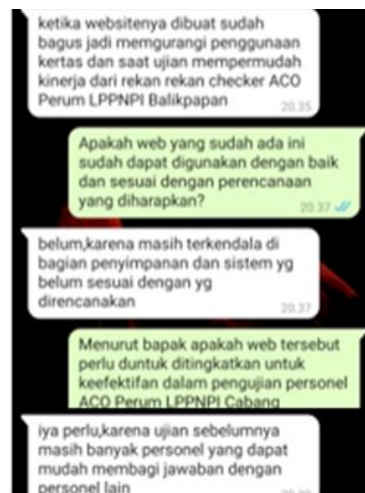 ketika websitenya dibuat sudah
bagus jadi memgurangi penggunaan
kertas dan saat ujian mempermudah
kinerja dari rekan rekan checker ACO
Perum LPPNPI Balikpapan
20.35
Apakah web yang sudah ada ini
sudah dapat digunakan dengan baik
dan sesuai dengan perencanaan
yang diharapkan?
20.37
belum,karena masih terkendala di
bagian penyimpanan dan sistem yg
belum sesuai dengan yg
direncanakan
20.37
Menurut bapak apakah web tersebut
perlu duntuk ditingkatkan untuk
keefektifan dalam pengujian personel
ACO Perum LPPNPI Cabang
iya perlu,karena ujian sebelumnya
masih banyak personel yang dapat
mudah membagi jawaban dengan
personel lain